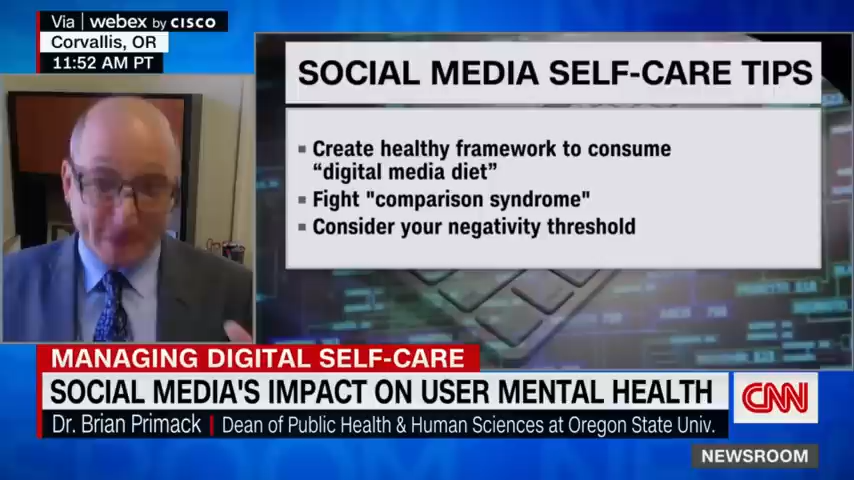 Via | webex by CISCO
Corvallis, OR
11:52 AM PT
SOCIAL MEDIA SELF-CARE TIPS
▪ Create healthy framework to consume
“digital media diet”
▪ Fight "comparison syndrome"
▪ Consider your negativity threshold
MANAGING DIGITAL SELF-CARE
SOCIAL MEDIA'S IMPACT ON USER MENTAL HEALTH
CNN
Dr. Brian Primack | Dean of Public Health & Human Sciences at Oregon State Univ.
NEWSROOM